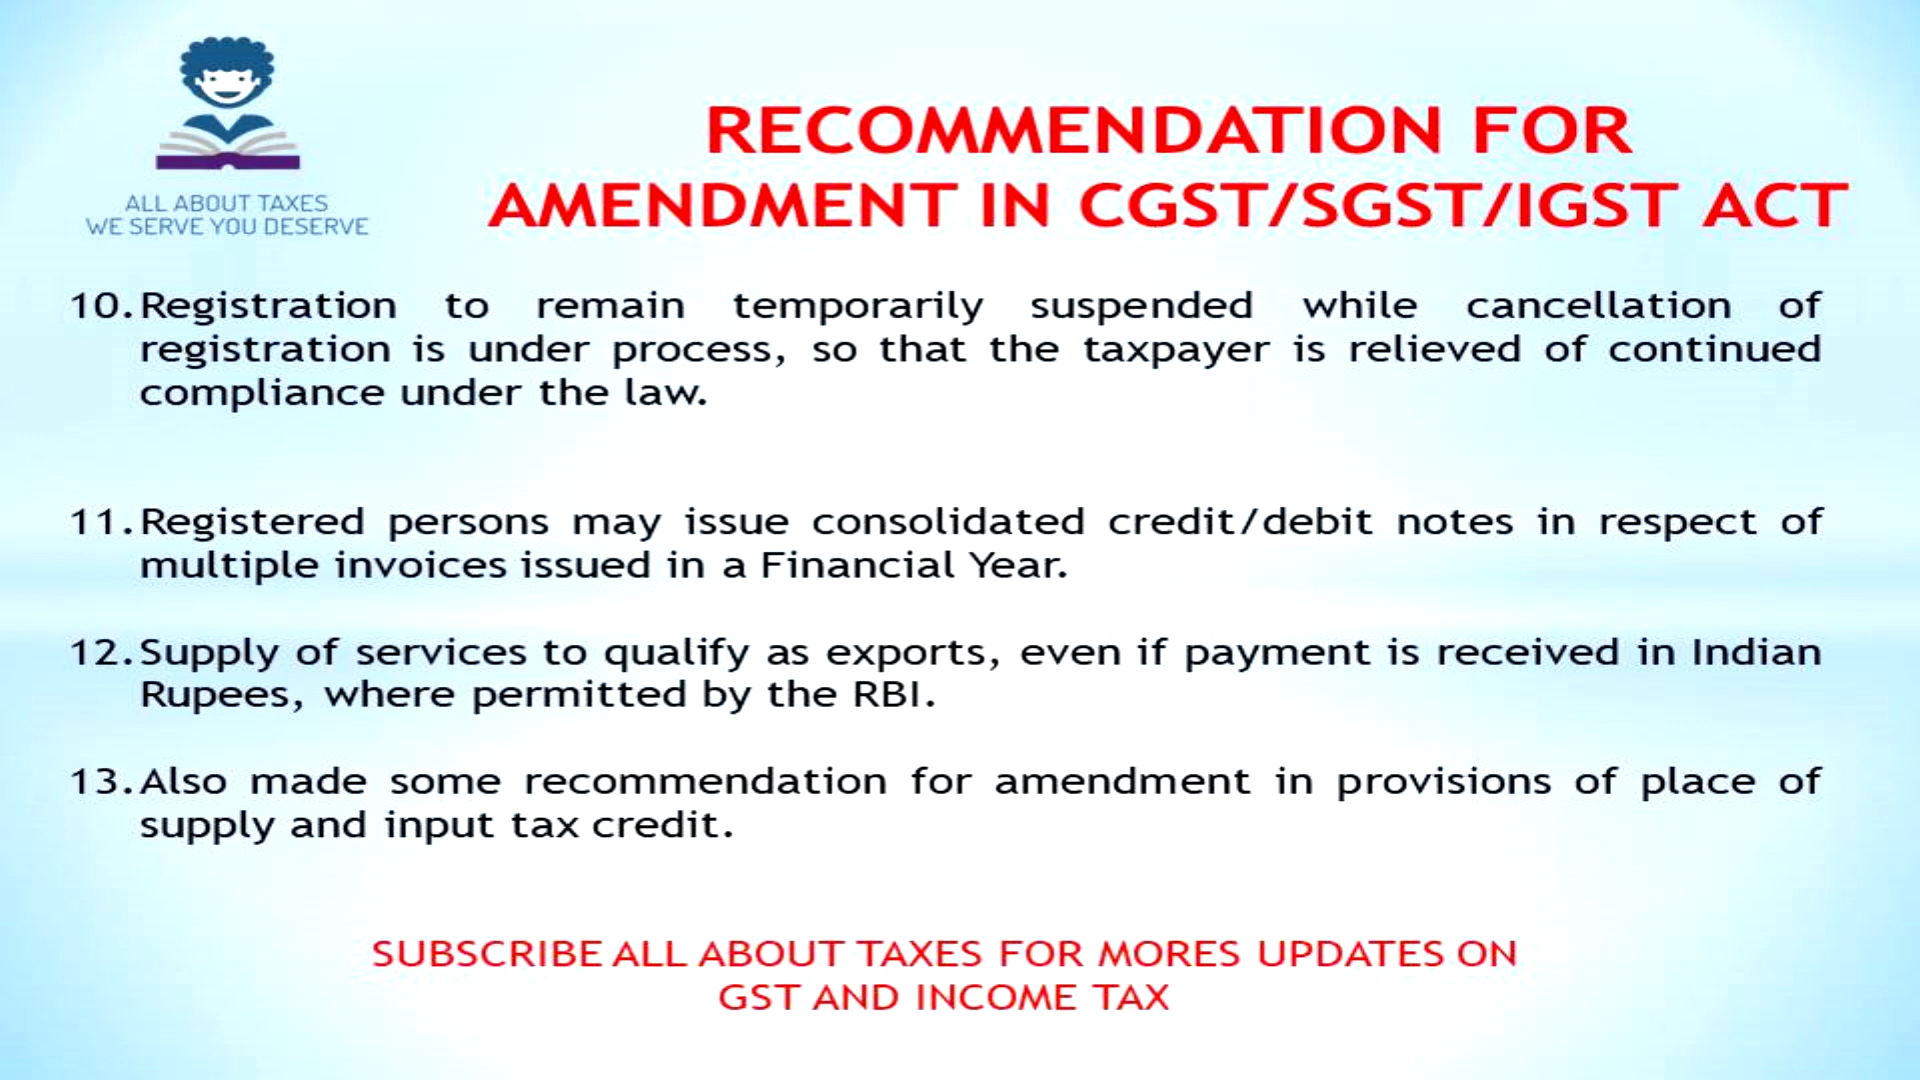 ALL ABOUT TAXES
WE SERVE YOU DESERVE
RECOMMENDATION FOR
AMENDMENT IN CGST/SGST/IGST ACT
10. Registration to remain temporarily suspended while cancellation of
registration is under process, so that the taxpayer is relieved of continued
compliance under the law.
11. Registered persons may issue consolidated credit/debit notes in respect of
multiple invoices issued in a Financial Year.
12. Supply of services to qualify as exports, even if payment is received in Indian
Rupees, where permitted by the RBI.
13. Also made some recommendation for amendment in provisions of place of
supply and input tax credit.
SUBSCRIBE ALL ABOUT TAXES FOR MORES UPDATES ON
GST AND INCOME TAX